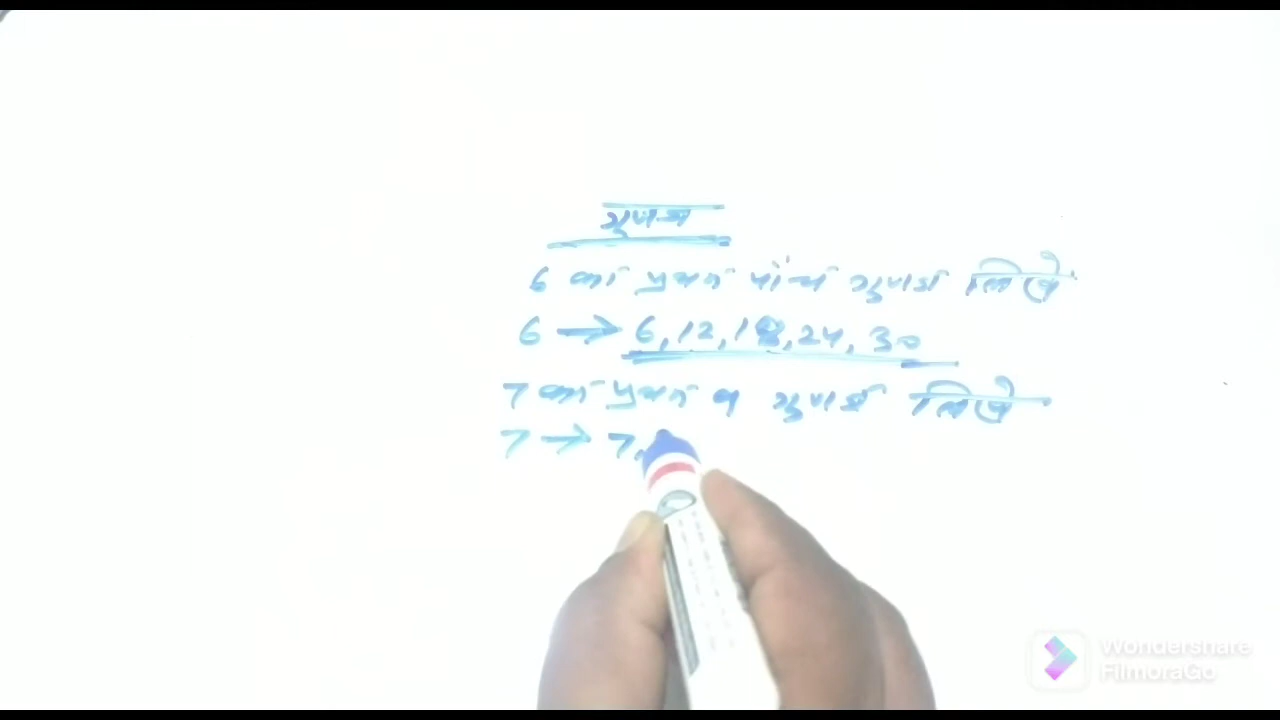 गुणज
6 का प्रथम पांच गुणज लिखे
6 → 6, 12, 18, 24, 30
7 का प्रथम गुणज लिखे
7 → 7,
Wondershare
FilmoraGo